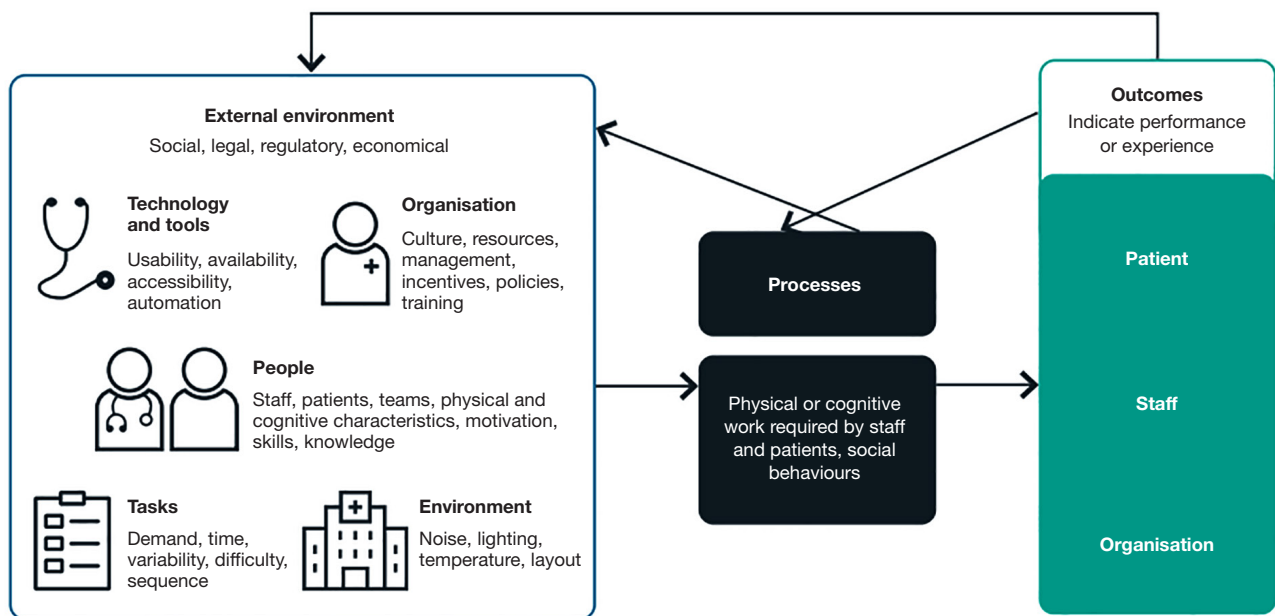 External environment
Social, legal, regulatory, economical
Technology
and tools
Usability, availability,
accessibility,
automation
Organisation
Culture, resources,
management,
incentives, policies,
training
People
Staff, patients, teams, physical and
cognitive characteristics, motivation,
skills, knowledge
Tasks
Demand, time,
variability, difficulty,
sequence
Environment
Noise, lighting,
temperature, layout
Processes
Physical or cognitive
work required by staff
and patients, social
behaviours
Outcomes
Indicate performance
or experience
Patient
Staff
Organisation